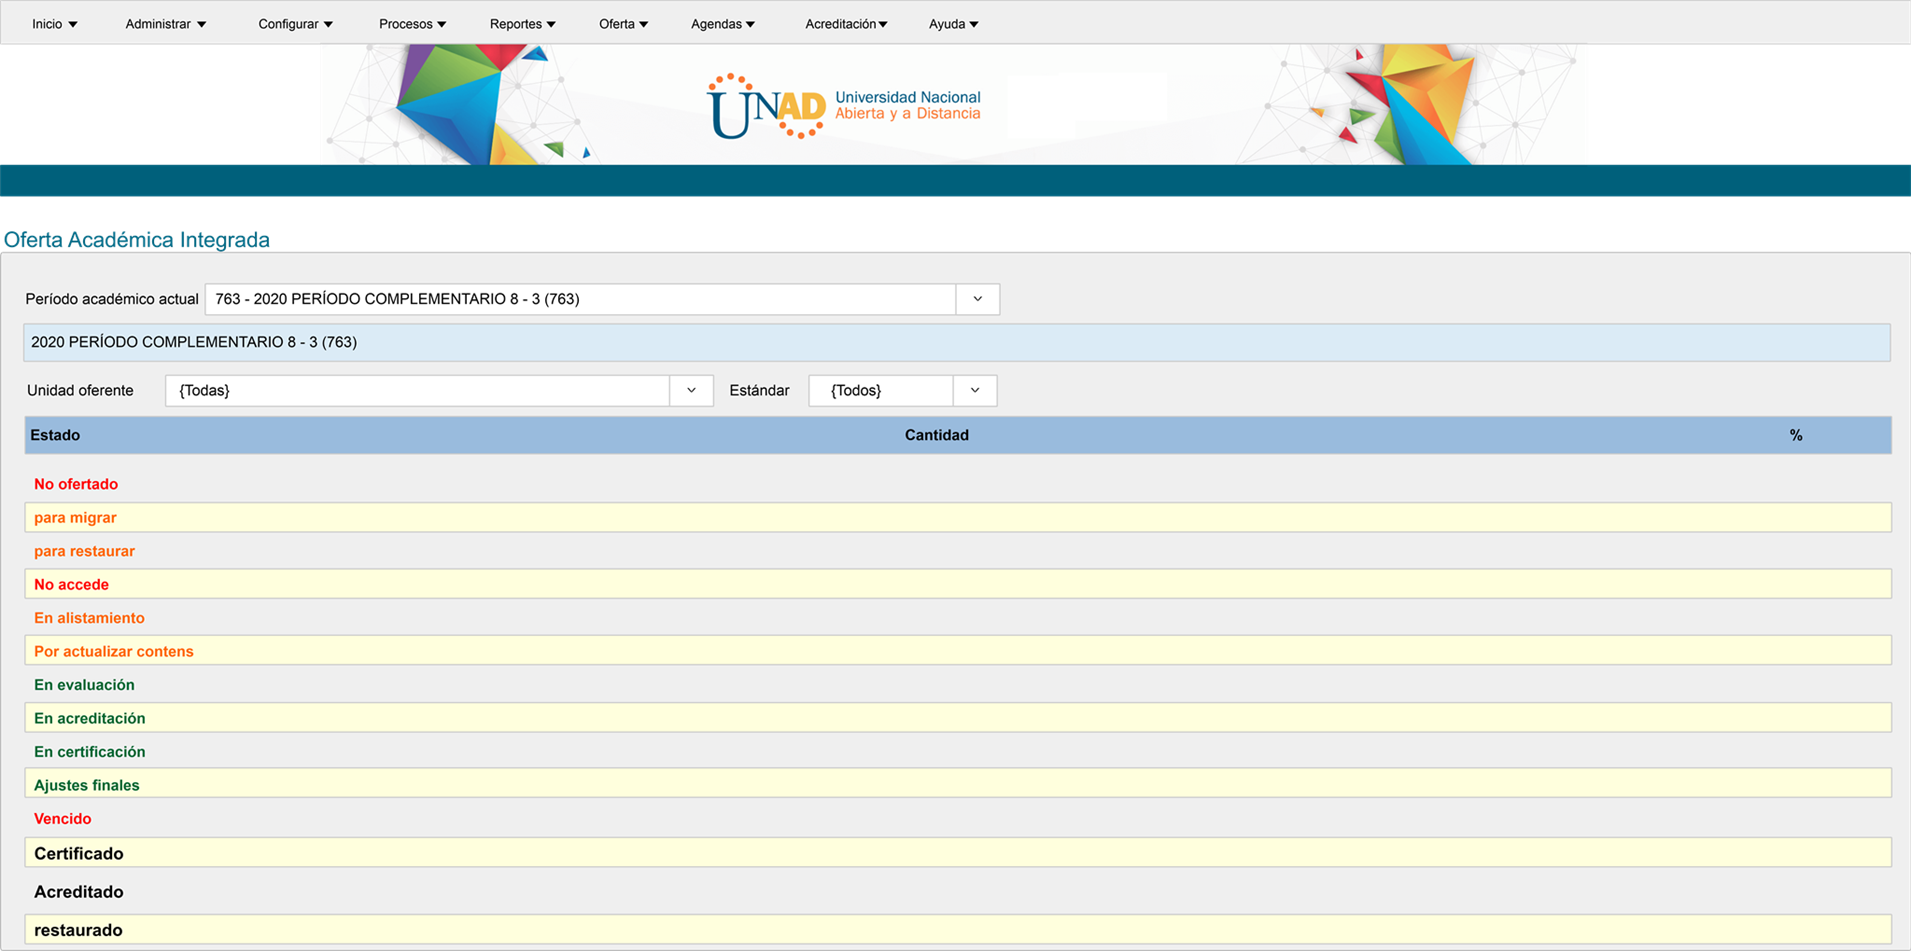 Inicio Administrar Configurar Procesos Reportes Oferta Agendas Acreditación Ayuda
UNAD Universidad Nacional
Abierta y a Distancia
Oferta Académica Integrada
Período académico actual 763 - 2020 PERÍODO COMPLEMENTARIO 8 - 3 (763)
2020 PERÍODO COMPLEMENTARIO 8 - 3 (763)
Unidad oferente {Todas} Estándar {Todos}
Estado Cantidad %
No ofertado
para migrar
para restaurar
No accede
En alistamiento
Por actualizar contens
En evaluación
En acreditación
En certificación
Ajustes finales
Vencido
Certificado
Acreditado
restaurado